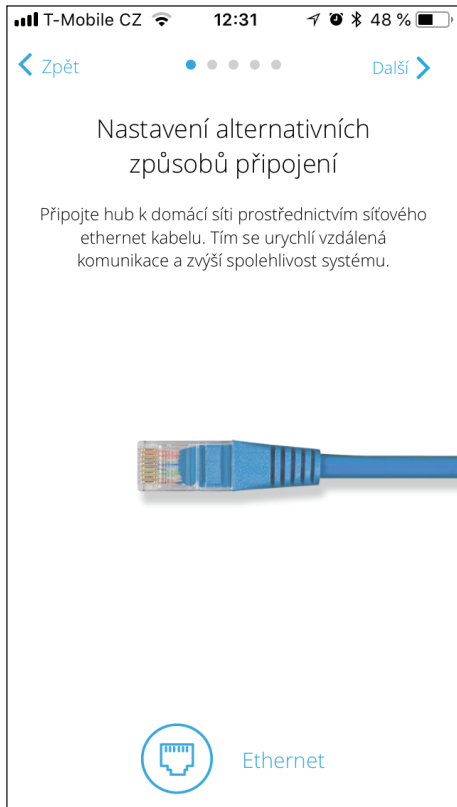 T-Mobile CZ 12:31 48 %
Zpět Další
Nastavení alternativních
způsobů připojení
Připojte hub k domácí síti prostřednictvím síťového
ethernet kabelu. Tím se urychlí vzdálená
komunikace a zvýší spolehlivost systému.
Ethernet